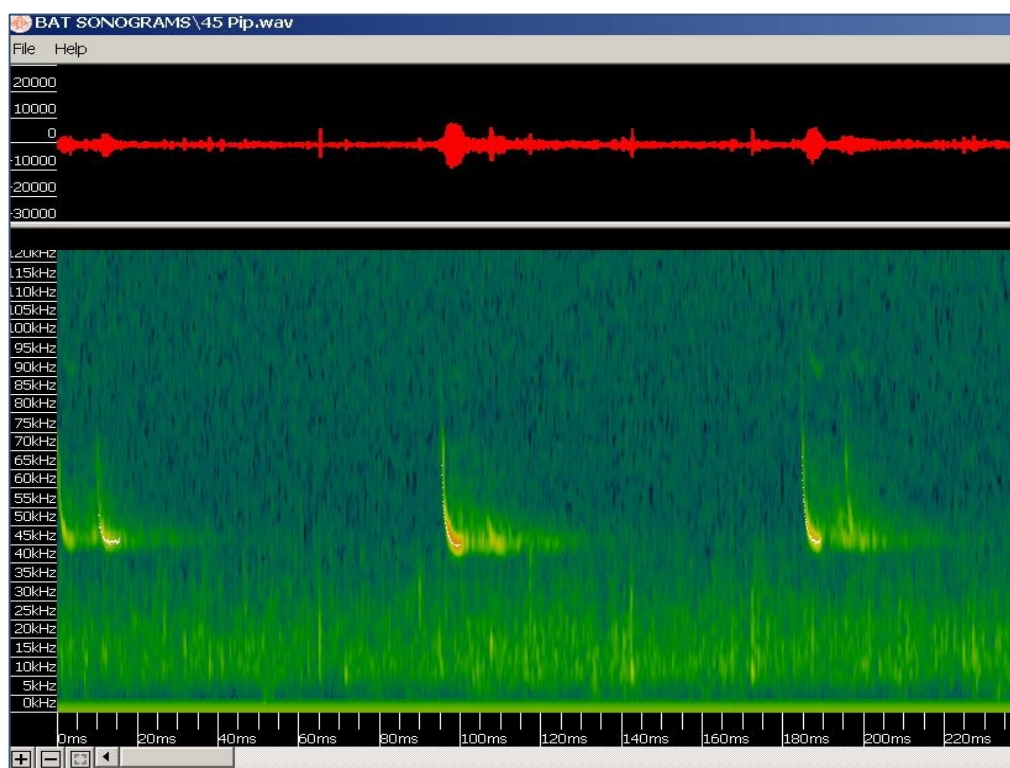 BAT SONOGRAMS\45 Pip.wav
File Help
20000
10000
0
-10000
-20000
-30000
120kHz
115kHz
110kHz
105kHz
100kHz
95kHz
90kHz
85kHz
80kHz
75kHz
70kHz
65kHz
60kHz
55kHz
50kHz
45kHz
40kHz
35kHz
30kHz
25kHz
20kHz
15kHz
10kHz
5kHz
0kHz
0ms 20ms 40ms 60ms 80ms 100ms 120ms 140ms 160ms 180ms 200ms 220ms